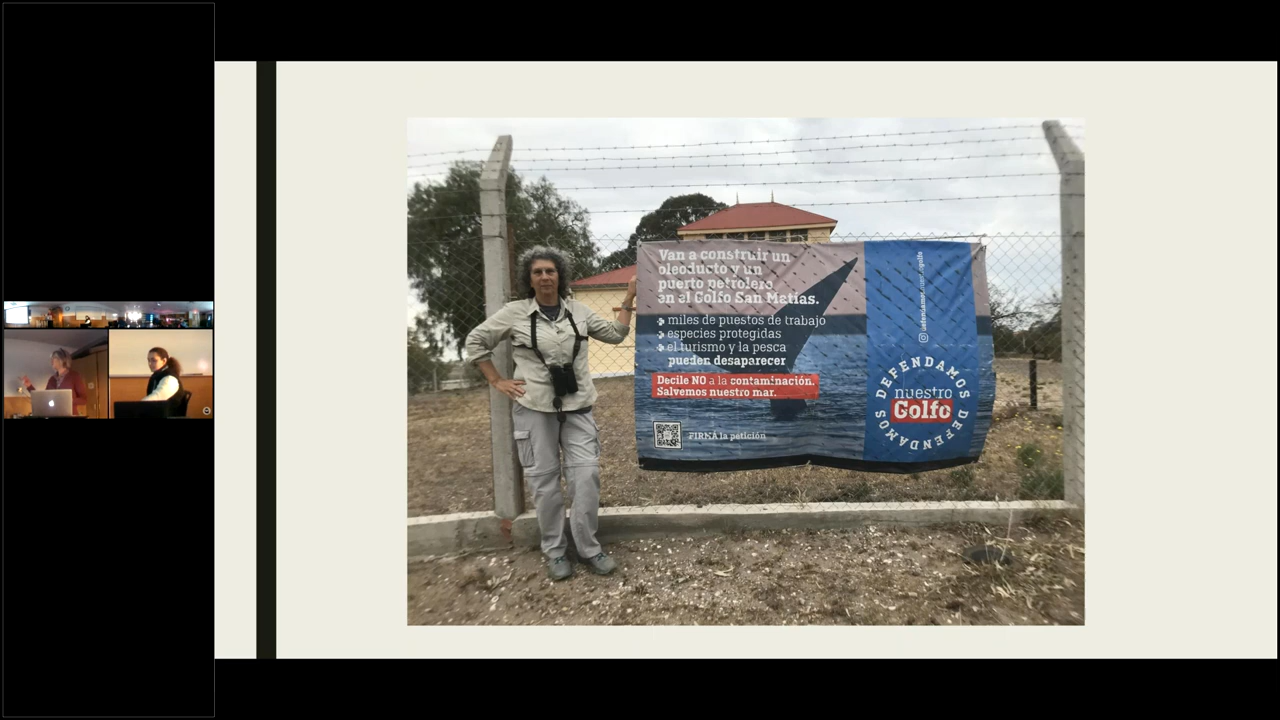 Van a construir un
oleoducto y un
puerto petrolero
en el Golfo San Matías.
miles de puestos de trabajo
especies protegidas
el turismo y la pesca
pueden desaparecer
Decile NO a la contaminación.
Salvemos nuestro mar.
FIRMÁ la petición
DEFENDAMOS
nuestro
Golfo
DEFENDAMOS